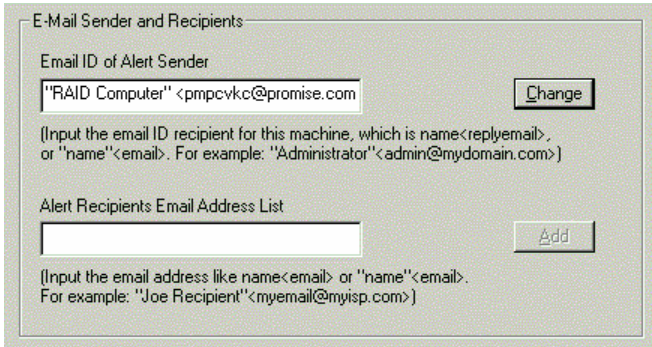 E-Mail Sender and Recipients
Email ID of Alert Sender
"RAID Computer" <pmpcvkc@promise.com
Change
(Input the email ID recipient for this machine, which is name<replyemail>,
or "name"<email>. For example: "Administrator"<admin@mydomain.com>)
Alert Recipients Email Address List
Add
(Input the email address like name<email> or "name"<email>.
For example: "Joe Recipient"<myemail@myisp.com>)